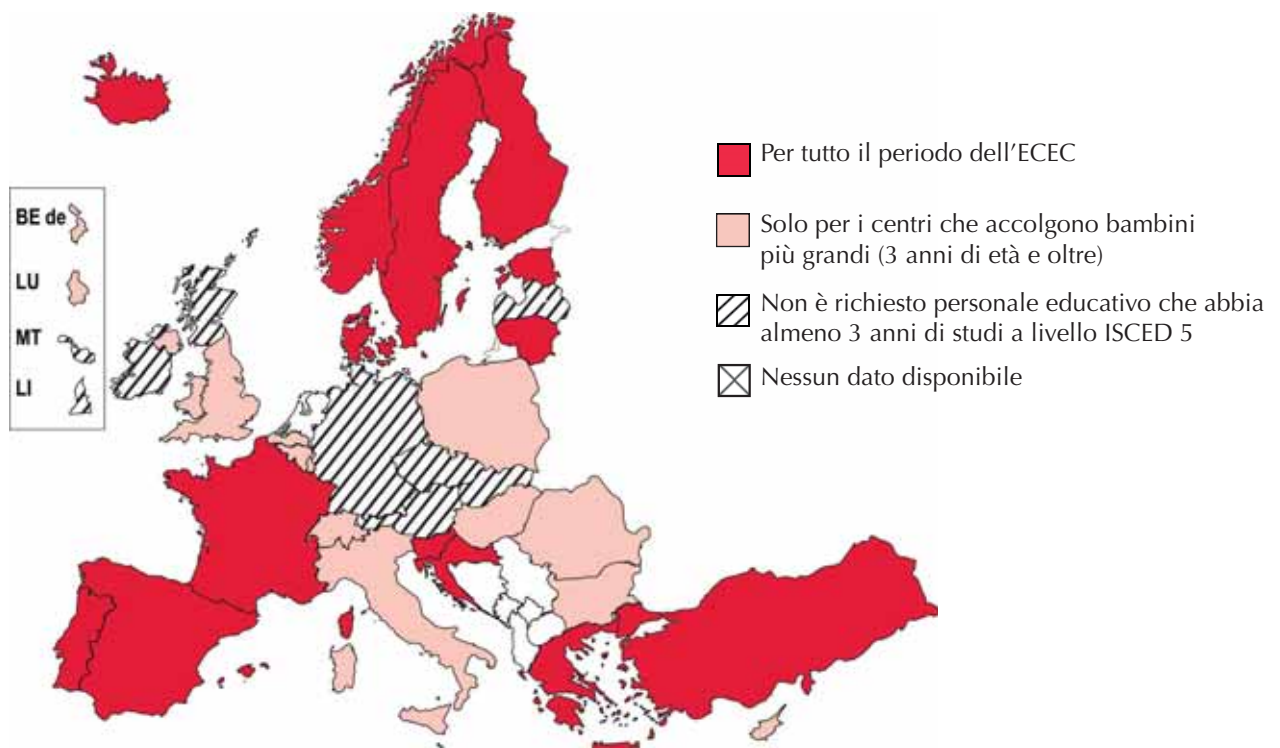 BE de
LU
MT
LI
Per tutto il periodo dell'ECEC
Solo per i centri che accolgono bambini
più grandi (3 anni di età e oltre)
Non è richiesto personale educativo che abbia
almeno 3 anni di studi a livello ISCED 5
Nessun dato disponibile